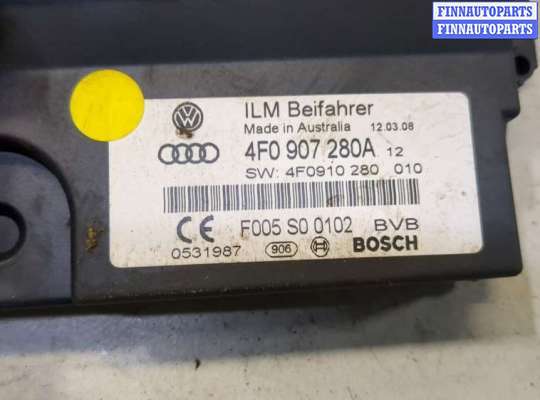 FINNAUTOPARTS
FINNAUTOPARTS
ILM Beifahrer
Made in Australia 12.03.08
4F0 907 280A 12
SW: 4F0910 280 010
CE F005 S0 0102 BVB
0531987 906 BOSCH